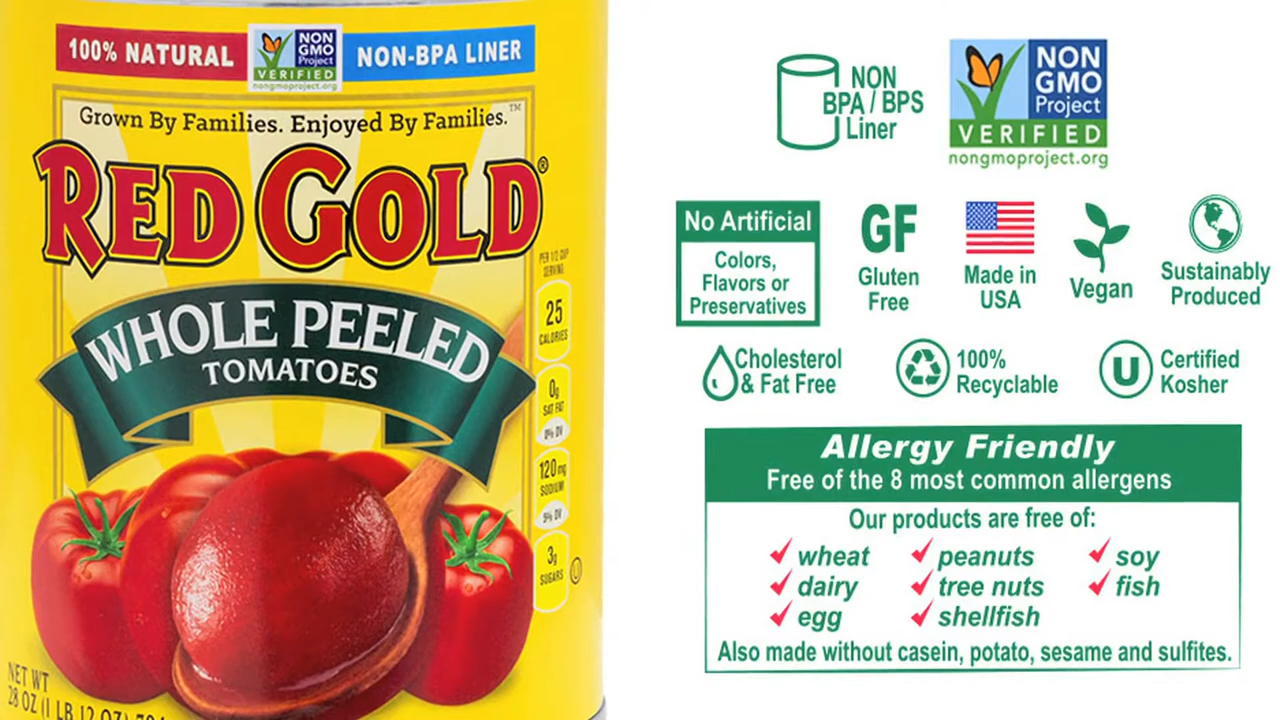 100% NATURAL
NON
GMO
Project
VERIFIED
nongmoproject.org
NON-BPA LINER
Grown By Families. Enjoyed By Families.™
RED GOLD®
WHOLE PEELED
TOMATOES
PER 1/2 CUP
SERVING
25
CALORIES
0g
SAT FAT
0% DV
120mg
SODIUM
5% DV
3g
SUGARS
U
NET WT
28 OZ (1 LB 12 OZ)
NON
BPA / BPS
Liner
NON
GMO
Project
VERIFIED
nongmoproject.org
No Artificial
Colors,
Flavors or
Preservatives
GF
Gluten
Free
Made in
USA
Vegan
Sustainably
Produced
Cholesterol
& Fat Free
100%
Recyclable
U
Certified
Kosher
Allergy Friendly
Free of the 8 most common allergens
Our products are free of:
wheat peanuts soy
dairy tree nuts fish
egg shellfish
Also made without casein, potato, sesame and sulfites.